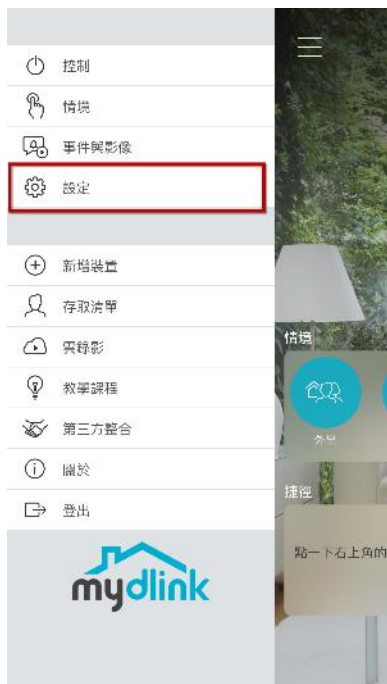 控制
情境
事件與影像
設定
新增裝置
存取清單
雲錄影
教學課程
第三方整合
關於
登出
mydlink
情境
外出
捷徑
點一下右上角的